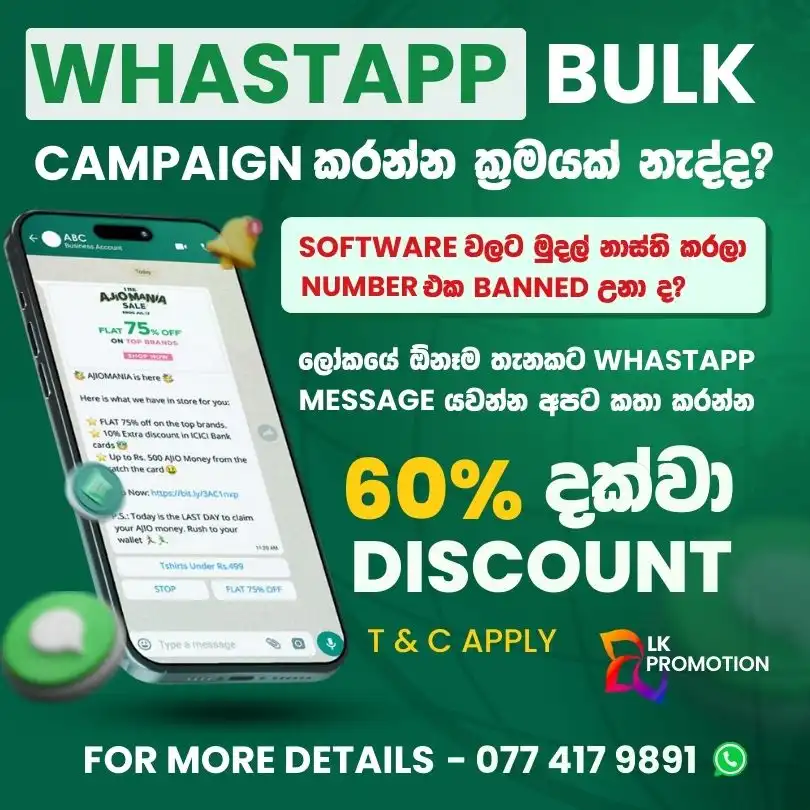 WHASTAPP BULK
CAMPAIGN කරන්න ක්‍රමයක් නැද්ද?
SOFTWARE වලට මුදල් නාස්ති කරලා
NUMBER එක BANNED උනා ද?
ලෝකයේ ඕනෑම තැනකට WHASTAPP
MESSAGE යවන්න අපට කතා කරන්න
60% දක්වා
DISCOUNT
T & C APPLY
LK
PROMOTION
ABC
Business Account
Today
THE
AJIOMANIA
SALE
FLAT 75% OFF
ON TOP BRANDS
SHOP NOW
AJIOMANIA is here
Here is what we have in store for you:
FLAT 75% off on the top brands.
10% Extra discount in ICICI Bank
cards
Up to Rs. 500 AJIO Money from the
atch the card
Now: https://bit.ly/3AC1nxp
P.S.: Today is the LAST DAY to claim
your AJIO money. Rush to your
wallet
11:20 AM
Tshirts Under Rs.499
STOP FLAT 75% OFF
Type a message
FOR MORE DETAILS - 077 417 9891